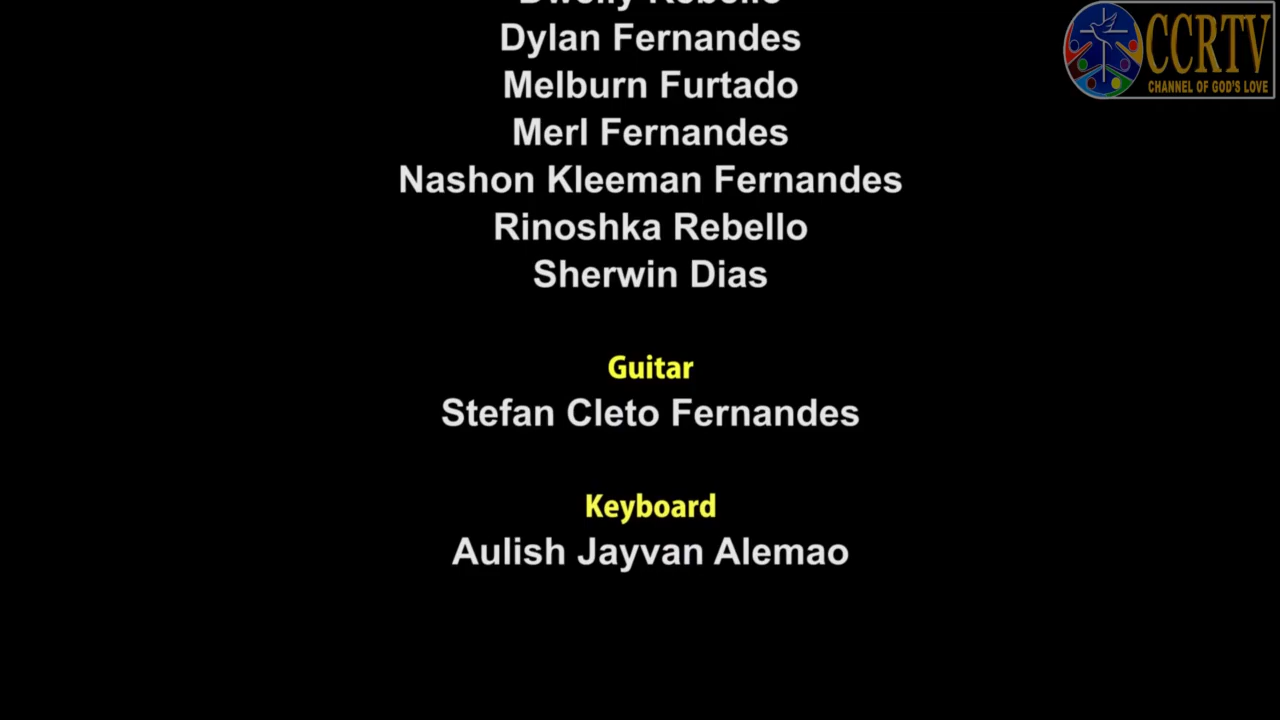 Dylan Fernandes
Melburn Furtado
Merl Fernandes
Nashon Kleeman Fernandes
Rinoshka Rebello
Sherwin Dias
Guitar
Stefan Cleto Fernandes
Keyboard
Aulish Jayvan Alemao
CCRTV
CHANNEL OF GOD'S LOVE